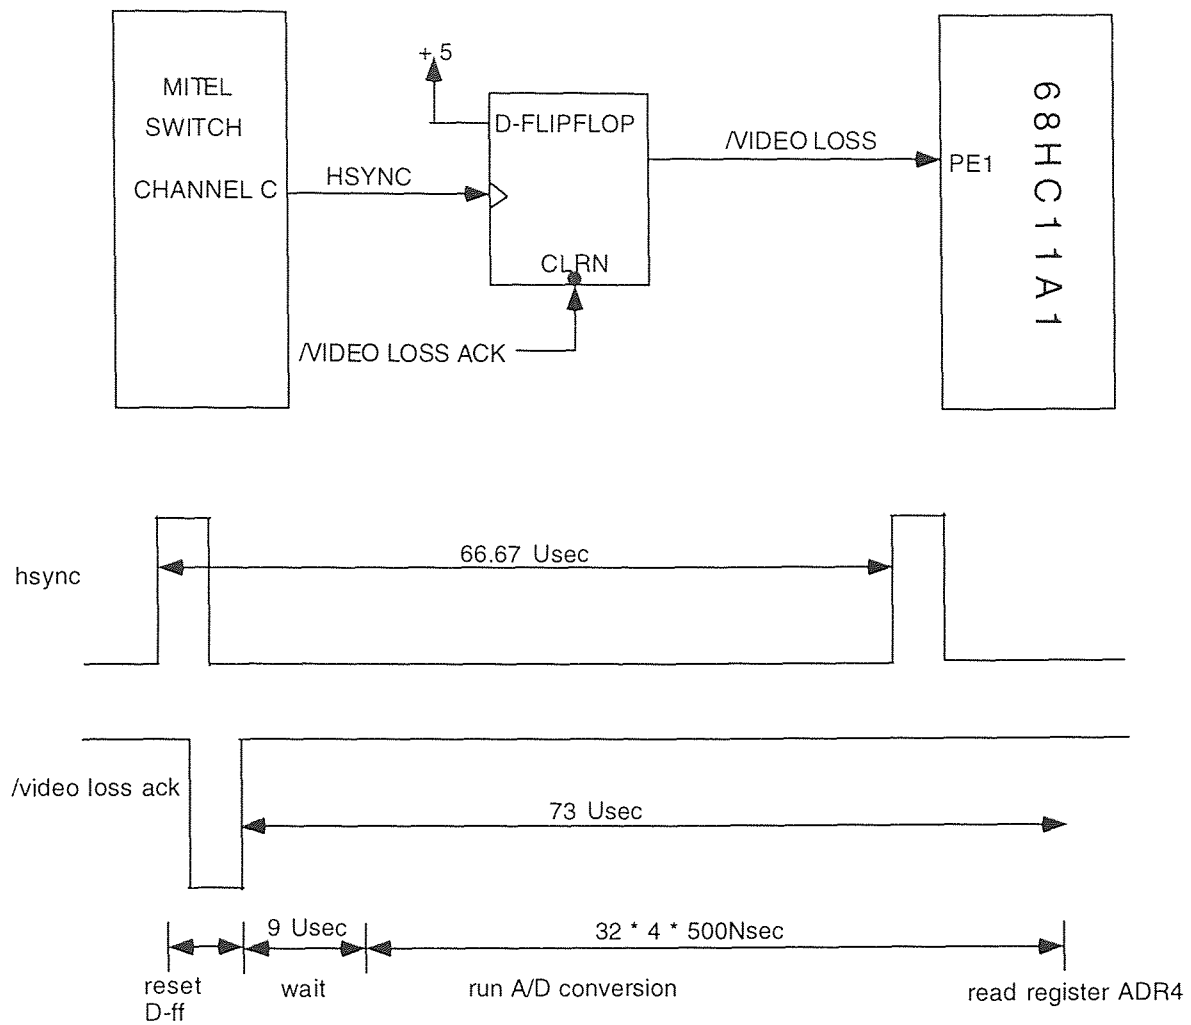 + 5
MITEL
SWITCH
D-FLIPFLOP
/VIDEO LOSS
68HC11A1
PE1
CHANNEL C
HSYNC
CLRN
/VIDEO LOSS ACK
66.67 Usec
hsync
/video loss ack
73 Usec
9 Usec
32 * 4 * 500Nsec
reset
D-ff
wait
run A/D conversion
read register ADR4